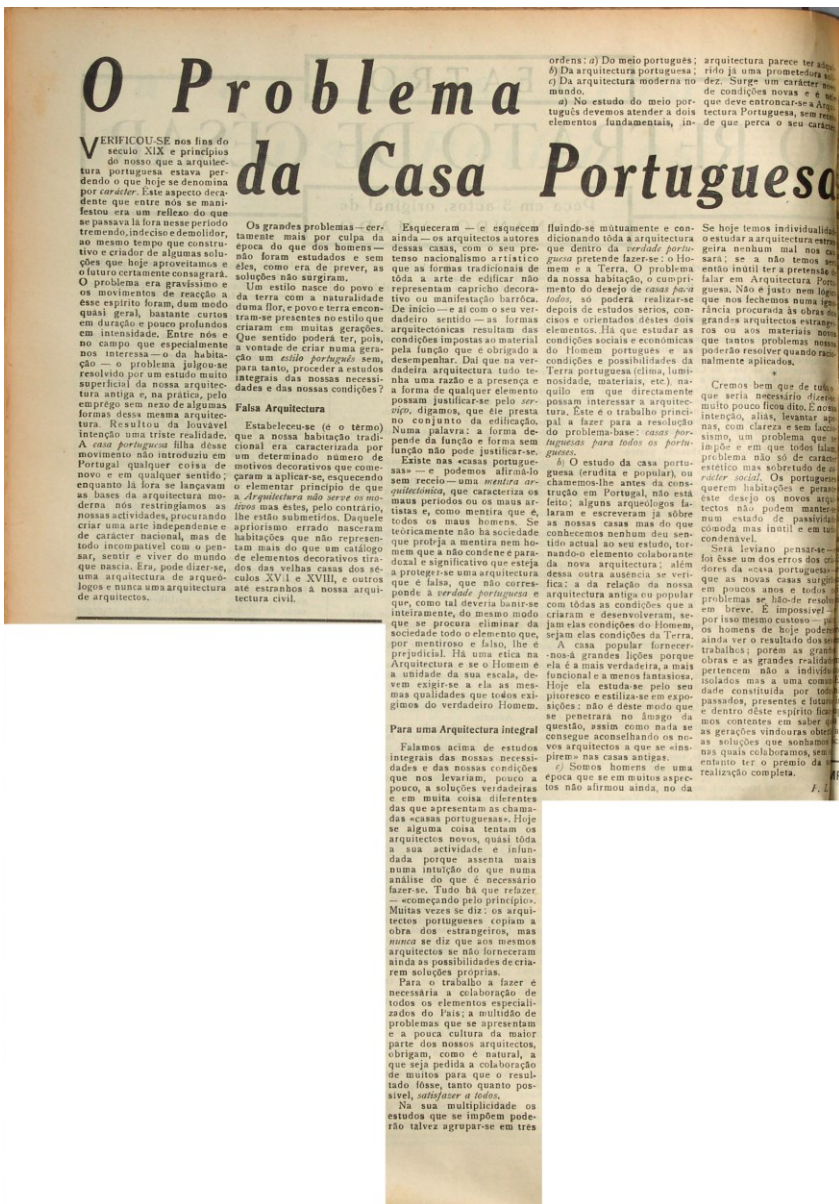 O Problema
da Casa Portuguesa
VERIFICOU-SE nos fins do
seculo XIX e princípios
do nosso que a arquitec-
tura portuguesa estava per-
dendo o que hoje se denomina
por carácter. Este aspecto deca-
dente que entre nós se mani-
festou era um reflexo do que
se passava lá fora nesse período
tremendo, indeciso e demolidor,
ao mesmo tempo que constru-
tivo e criador de algumas solu-
ções que hoje aproveitamos e
o futuro certamente consagrará.
O problema era gravíssimo e
os movimentos de reacção a
êsse espírito foram, dum modo
quási geral, bastante curtos
em duração e pouco profundos
em intensidade. Entre nós e
no campo que especialmente
nos interessa — o da habita-
ção — o problema julgou-se
resolvido por um estudo muito
superficial da nossa arquitec-
tura antiga e, na prática, pelo
emprêgo sem nexo de algumas
formas dessa mesma arquitec-
tura. Resultou da louvável
intenção uma triste realidade.
A casa portuguesa filha dêsse
movimento não introduziu em
Portugal qualquer coisa de
novo e em qualquer sentido;
enquanto lá fora se lançavam
as bases da arquitectura mo-
derna nós restringíamos as
nossas actividades, procurando
criar uma arte independente e
de carácter nacional, mas de
todo incompatível com o pen-
sar, sentir e viver do mundo
que nascia. Era, pode dizer-se,
uma arquitectura de arqueó-
logos e nunca uma arquitectura
de arquitectos.
Os grandes problemas — cer-
tamente mais por culpa da
época do que dos homens —
não foram estudados e sem
êles, como era de prever, as
soluções não surgiram.
Um estilo nasce do povo e
da terra com a naturalidade
duma flor, e povo e terra encon-
tram-se presentes no estilo que
criaram em muitas gerações.
Que sentido poderá ter, pois,
a vontade de criar numa gera-
ção um estilo português sem,
para tanto, proceder a estudos
integrais das nossas necessi-
dades e das nossas condições?
Falsa Arquitectura
Estabeleceu-se (é o têrmo)
que a nossa habitação tradi-
cional era caracterizada por
um determinado número de
motivos decorativos que come-
çaram a aplicar-se, esquecendo
o elementar princípio de que
a Arquitectura não serve os mo-
tivos mas êstes, pelo contrário,
lhe estão submetidos. Daquele
apriorismo errado nasceram
habitações que não represen-
tam mais do que um catálogo
de elementos decorativos tira-
dos das velhas casas dos sé-
culos XVII e XVIII, e outros
até estranhos à nossa arqui-
tectura civil.
Esqueceram — e esquecem
ainda — os arquitectos autores
dessas casas, com o seu pre-
tenso nacionalismo artístico
que as formas tradicionais de
tôda a arte de edificar não
representam capricho decora-
tivo ou manifestação barrôca.
De início — e aí com o seu ver-
dadeiro sentido — as formas
arquitectónicas resultam das
condições impostas ao material
pela função que é obrigado a
desempenhar. Daí que na ver-
dadeira arquitectura tudo te-
nha uma razão e a presença e
a forma de qualquer elemento
possam justificar-se pelo ser-
viço, digamos, que êle presta
no conjunto da edificação.
Numa palavra: a forma de-
pende da função e forma sem
função não pode justificar-se.
Existe nas «casas portugue-
sas» — e podemos afirmá-lo
sem receio — uma mentira ar-
quitectónica, que caracteriza os
maus períodos ou os maus ar-
tistas e, como mentira que é,
todos os maus homens. Se
teòricamente não há sociedade
que proteja a mentira nem ho-
mem que a não condene é para-
doxal e significativo que esteja
a proteger-se uma arquitectura
que é falsa, que não corres-
ponde à verdade portuguesa e
que, como tal deveria banir-se
inteiramente, do mesmo modo
que se procura eliminar da
sociedade todo o elemento que,
por mentiroso e falso, lhe é
prejudicial. Há uma etica na
Arquitectura e se o Homem é
a unidade da sua escala, de-
vem exigir-se a ela as mes-
mas qualidades que todos exi-
gimos do verdadeiro Homem.
Para uma Arquitectura integral
Falamos acima de estudos
integrais das nossas necessi-
dades e das nossas condições
que nos levariam, pouco a
pouco, a soluções verdadeiras
e em muita coisa diferentes
das que apresentam as chama-
das «casas portuguesas». Hoje
se alguma coisa tentam os
arquitectos novos, quási tôda
a sua actividade é infun-
dada porque assenta mais
numa intuïção do que numa
análise do que é necessário
fazer-se. Tudo há que refazer
— «começando pelo princípio».
Muitas vezes se diz: os arqui-
tectos portugueses copiam a
obra dos estrangeiros, mas
nunca se diz que aos mesmos
arquitectos se não forneceram
ainda as possibilidades de cria-
rem soluções próprias.
Para o trabalho a fazer é
necessária a colaboração de
todos os elementos especiali-
zados do País; a multidão de
problemas que se apresentam
e a pouca cultura da maior
parte dos nossos arquitectos,
obrigam, como é natural, a
que seja pedida a colaboração
de muitos para que o resul-
tado fôsse, tanto quanto pos-
sível, satisfazer a todos.
Na sua multiplicidade os
estudos que se impõem pode-
rão talvez agrupar-se em três
ordens: a) Do meio português;
b) Da arquitectura portuguesa;
c) Da arquitectura moderna no
mundo.
a) No estudo do meio por-
tuguês devemos atender a dois
elementos fundamentais, in-
fluindo-se mùtuamente e con-
dicionando tôda a arquitectura
que dentro da verdade portu-
guesa pretende fazer-se: o Ho-
mem e a Terra. O problema
da nossa habitação, o cumpri-
mento do desejo de casas para
todos, só poderá realizar-se
depois de estudos sérios, con-
cisos e orientados dêstes dois
elementos. Há que estudar as
condições sociais e económicas
do Homem português e as
condições e possibilidades da
Terra portuguesa (clima, lumi-
nosidade, materiais, etc.), na-
quilo em que directamente
possam interessar a arquitec-
tura. Êste é o trabalho princi-
pal a fazer para a resolução
do problema-base: casas por-
tuguesas para todos os portu-
gueses.
b) O estudo da casa portu-
guesa (erudita e popular), ou
chamemos-lhe antes da cons-
trução em Portugal, não está
feito; alguns arqueólogos fa-
laram e escreveram já sôbre
as nossas casas mas do que
conhecemos nenhum deu sen-
tido actual ao seu estudo, tor-
nando-o elemento colaborante
da nova arquitectura; além
dessa outra ausência se veri-
fica: a da relação da nossa
arquitectura antiga ou popular
com tôdas as condições que a
criaram e desenvolveram, se-
jam elas condições do Homem,
sejam elas condições da Terra.
A casa popular fornecer-
-nos-á grandes lições porque
ela é a mais verdadeira, a mais
funcional e a menos fantasiosa.
Hoje ela estuda-se pelo seu
pitoresco e estiliza-se em expo-
sições: não é dêste modo que
se penetrará no âmago da
questão, assim como nada se
consegue aconselhando os no-
vos arquitectos a que se «ins-
pirem» nas casas antigas.
c) Somos homens de uma
época que se em muitos aspec-
tos não afirmou ainda, no da
arquitectura parece ter
rido já uma prometedora
dez. Surge um carácter
de condições novas e é
que deve entroncar-se a
tectura Portuguesa, sem
de que perca o seu
Se hoje temos
o estudar a arquitectura
geira nenhum mal nos
sará; se a não temos
então inútil ter a pretensão
falar em Arquitectura
guesa. Não é justo nem
que nos fechemos numa
rância procurada às obras
grandes arquitectos
ros ou aos materiais
que tantos problemas
poderão resolver quando
nalmente aplicados.
*
Cremos bem que de
que seria necessário
muito pouco ficou dito. E
intenção, aliás, levantar
nas, com clareza e sem
sismo, um problema que
impõe e em que todos
problema não só de
estético mas sobretudo de
rácter social. Os portugueses
querem habitações e
êste desejo os novos
tectos não podem
num estado de
cómoda mas inútil e em
condenável.
Será leviano pensar-se
foi êsse um dos erros dos
dores da «casa portuguesa»
que as novas casas
em poucos anos e todos
problemas se hão-de
em breve. É impossível
por isso mesmo custoso
os homens de hoje
ainda ver o resultado dos
trabalhos; porém as
obras e as grandes
pertencem não a
isolados mas a uma
dade constituída por
passados, presentes e
e dentro dêste espírito
mos contentes em saber
as gerações vindouras
as soluções que
nas quais colaboramos, sem
entanto ter o prémio da
realização completa.